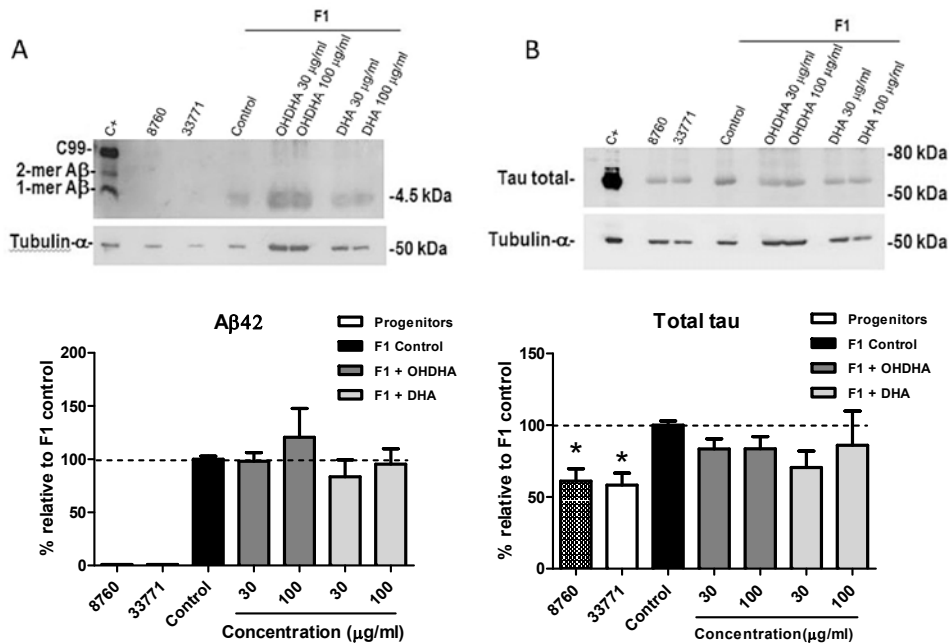 A
F1
C+
8760
33771
Control
OHDHA 30 μg/ml
OHDHA 100 μg/ml
DHA 30 μg/ml
DHA 100 μg/ml
C99-
2-mer Aβ-
1-mer Aβ-
-4.5 kDa
Tubulin-α-
-50 kDa
B
F1
C+
8760
33771
Control
OHDHA 30 μg/ml
OHDHA 100 μg/ml
DHA 30 μg/ml
DHA 100 μg/ml
-80 kDa
Tau total-
-50 kDa
Tubulin-α-
-50 kDa
Aβ42
Progenitors
F1 Control
F1 + OHDHA
F1 + DHA
% relative to F1 control
200
150
100
50
0
8760
33771
Control
30
100
30
100
Concentration (μg/ml)
Total tau
Progenitors
F1 Control
F1 + OHDHA
F1 + DHA
% relative to F1 control
150
100
50
0
* *
8760
33771
Control
30
100
30
100
Concentration(μg/ml)